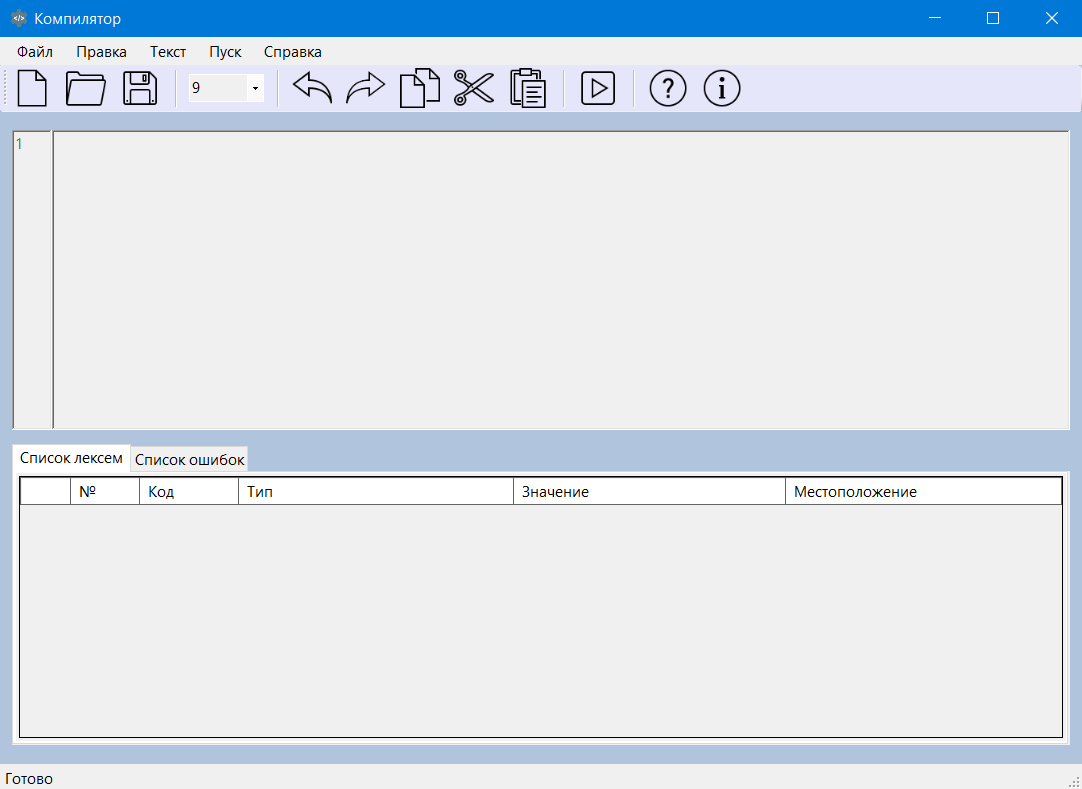 Компилятор
Файл Правка Текст Пуск Справка
9
1
Список лексем Список ошибок
№ Код Тип Значение Местоположение
Готово